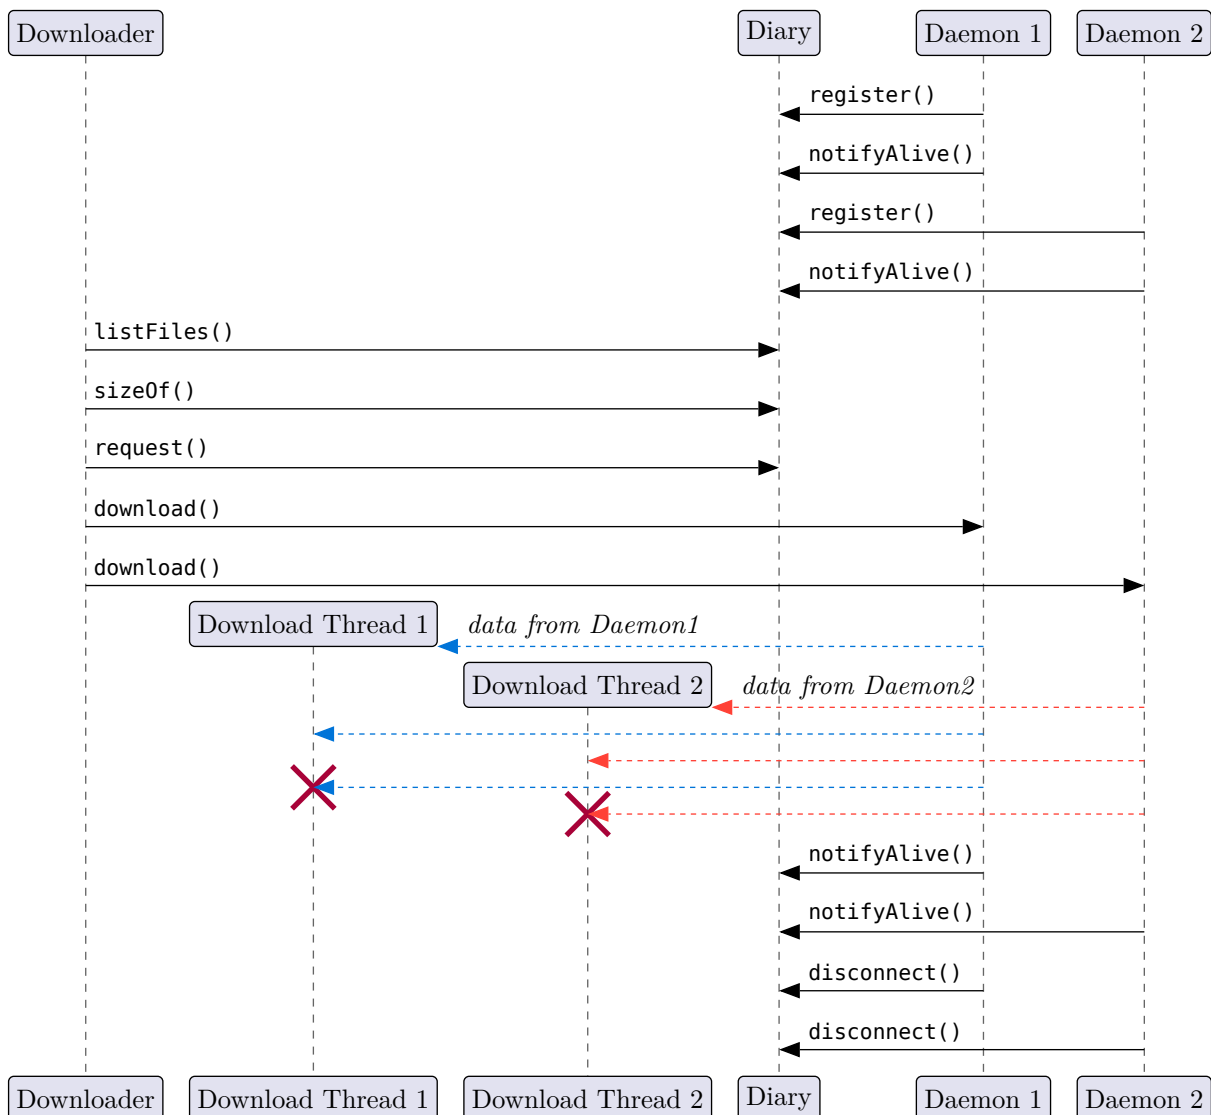 Downloader
Diary
Daemon 1
Daemon 2
register()
notifyAlive()
register()
notifyAlive()
listFiles()
sizeOf()
request()
download()
download()
Download Thread 1
data from Daemon1
Download Thread 2
data from Daemon2
notifyAlive()
notifyAlive()
disconnect()
disconnect()
Downloader
Download Thread 1
Download Thread 2
Diary
Daemon 1
Daemon 2